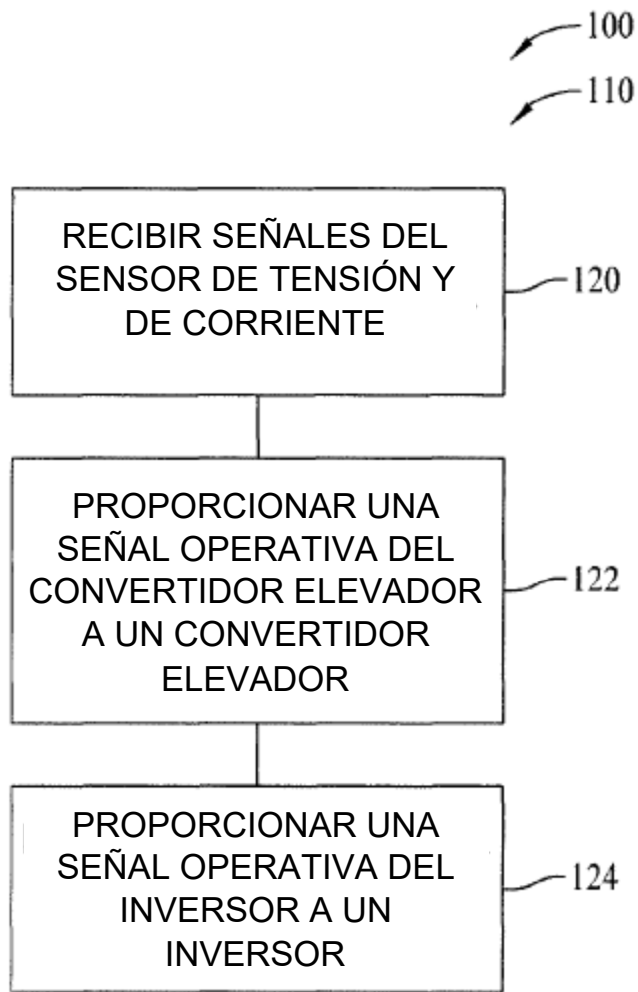 100
110
RECIBIR SEÑALES DEL
SENSOR DE TENSIÓN Y
DE CORRIENTE
120
PROPORCIONAR UNA
SEÑAL OPERATIVA DEL
CONVERTIDOR ELEVADOR
A UN CONVERTIDOR
ELEVADOR
122
PROPORCIONAR UNA
SEÑAL OPERATIVA DEL
INVERSOR A UN
INVERSOR
124